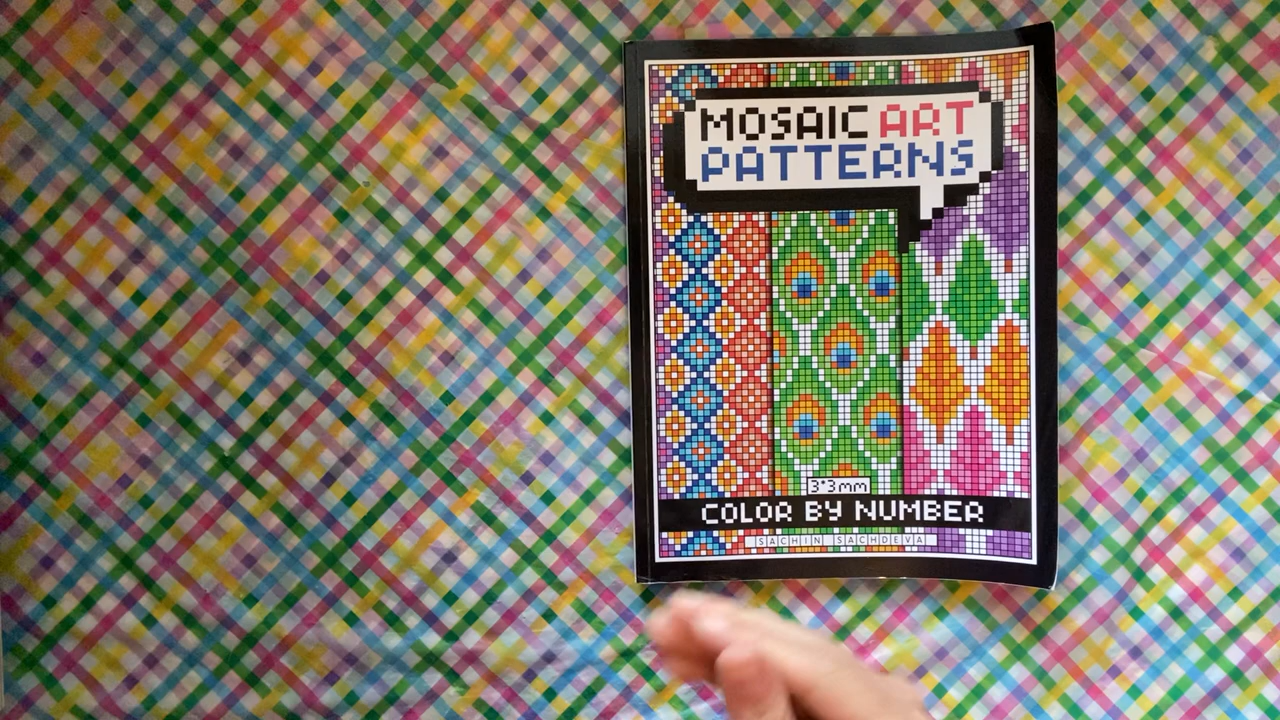 MOSAIC ART
PATTERNS
3*3mm
COLOR BY NUMBER
SACHIN SACHDEVA